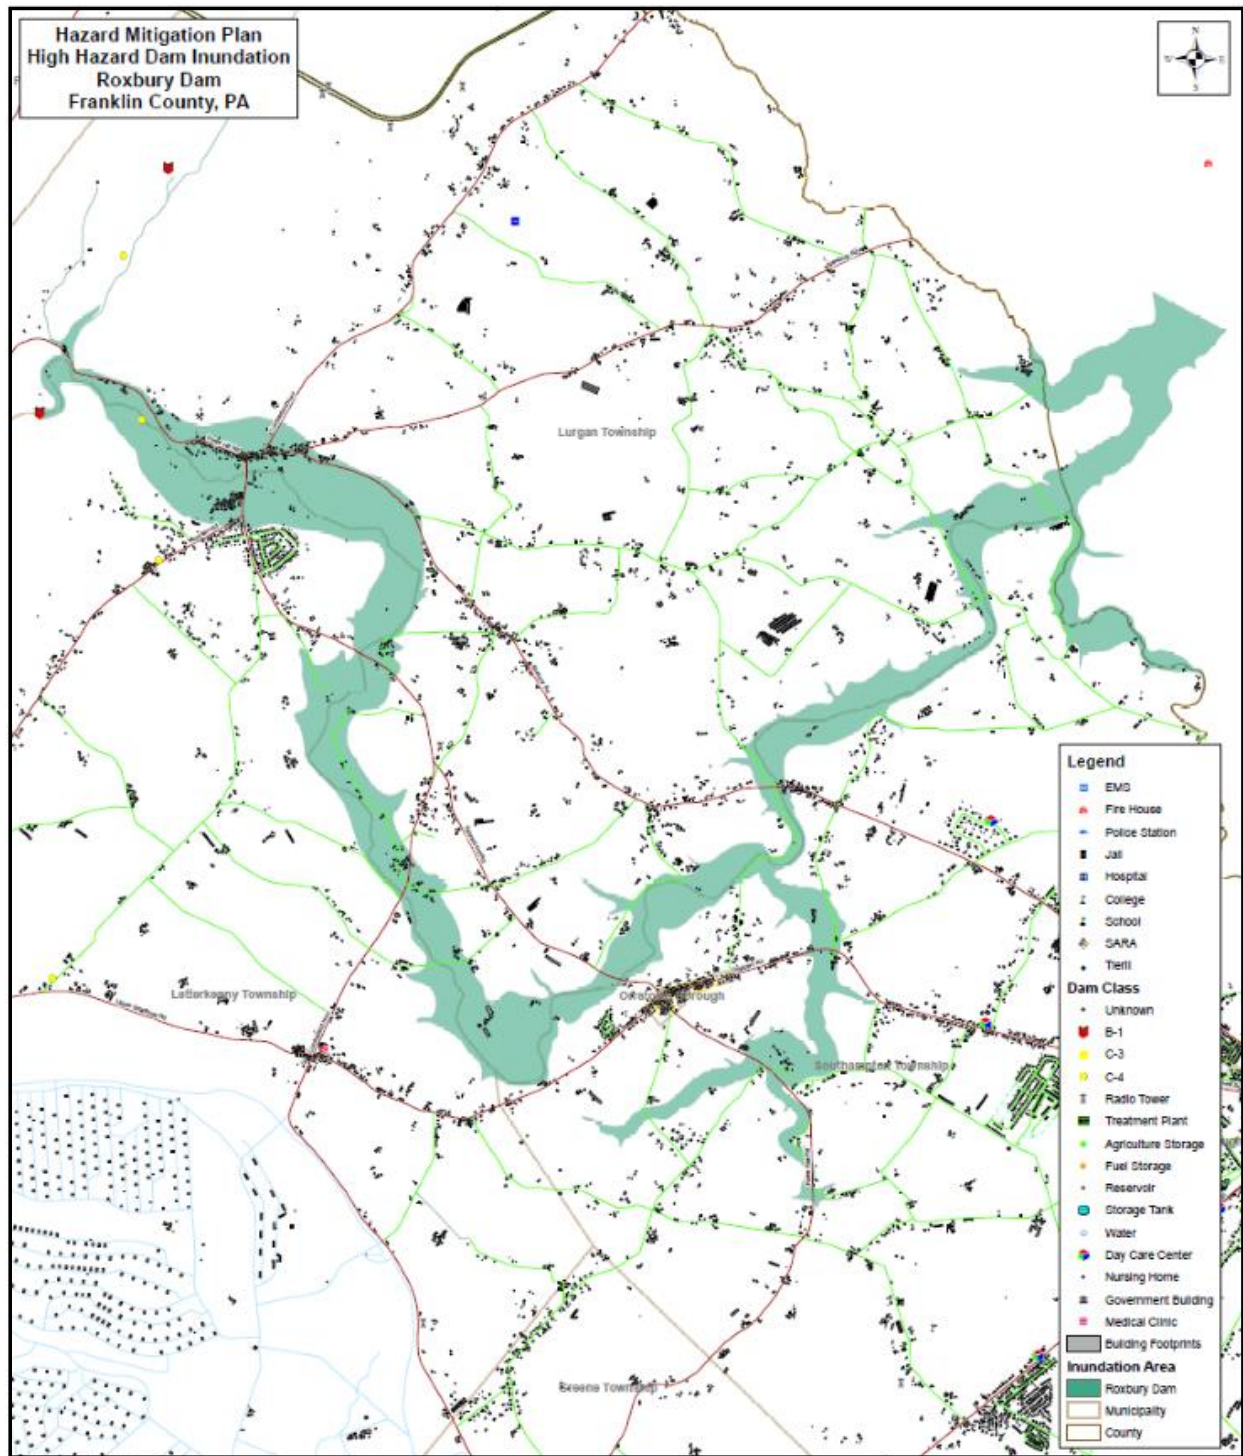 Hazard Mitigation Plan
High Hazard Dam Inundation
Roxbury Dam
Franklin County, PA
N
W E
S
Lurgan Township
Letterkenny Township
Orrstown Borough
Southampton Township
Greene Township
Legend
EMS
Fire House
Police Station
Jail
Hospital
College
School
SARA
TierII
Dam Class
Unknown
B-1
C-3
C-4
Radio Tower
Treatment Plant
Agriculture Storage
Fuel Storage
Reservoir
Storage Tank
Water
Day Care Center
Nursing Home
Government Building
Medical Clinic
Building Footprints
Inundation Area
Roxbury Dam
Municipality
County